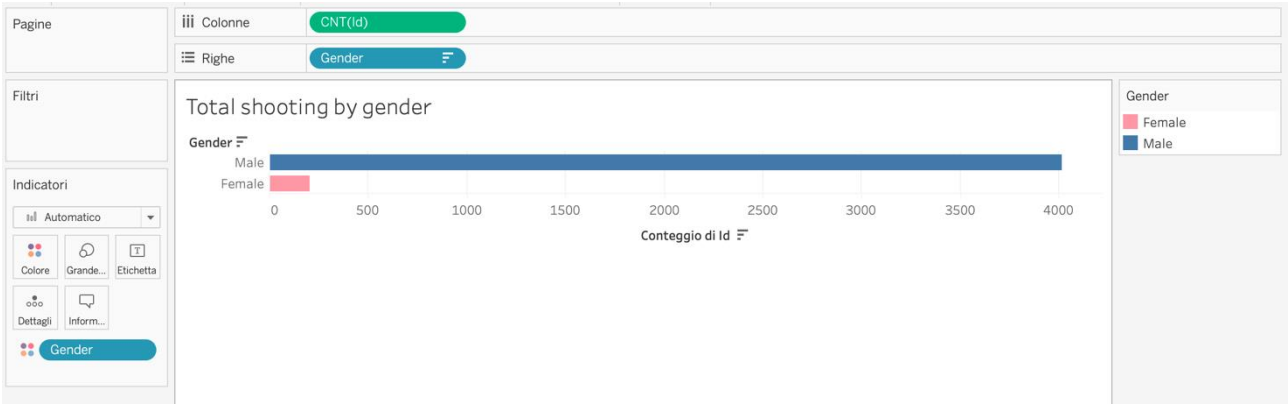 Pagine
Colonne
CNT(Id)
Righe
Gender
Filtri
Total shooting by gender
Gender
Male
Female
0 500 1000 1500 2000 2500 3000 3500 4000
Conteggio di Id
Gender
Female
Male
Indicatori
Automatico
Colore Grande... Etichetta
T
Dettagli Inform...
Gender